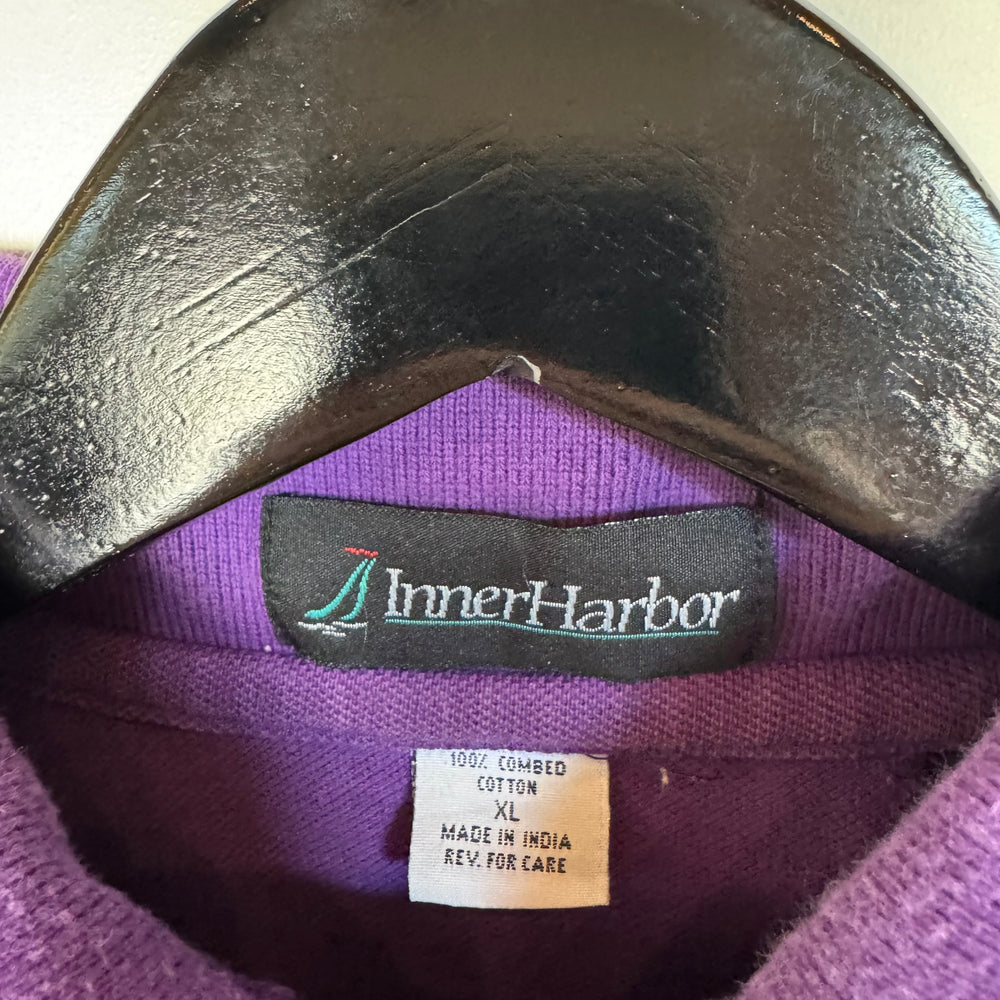 InnerHarbor
100% COMBED
COTTON
XL
MADE IN INDIA
REV. FOR CARE